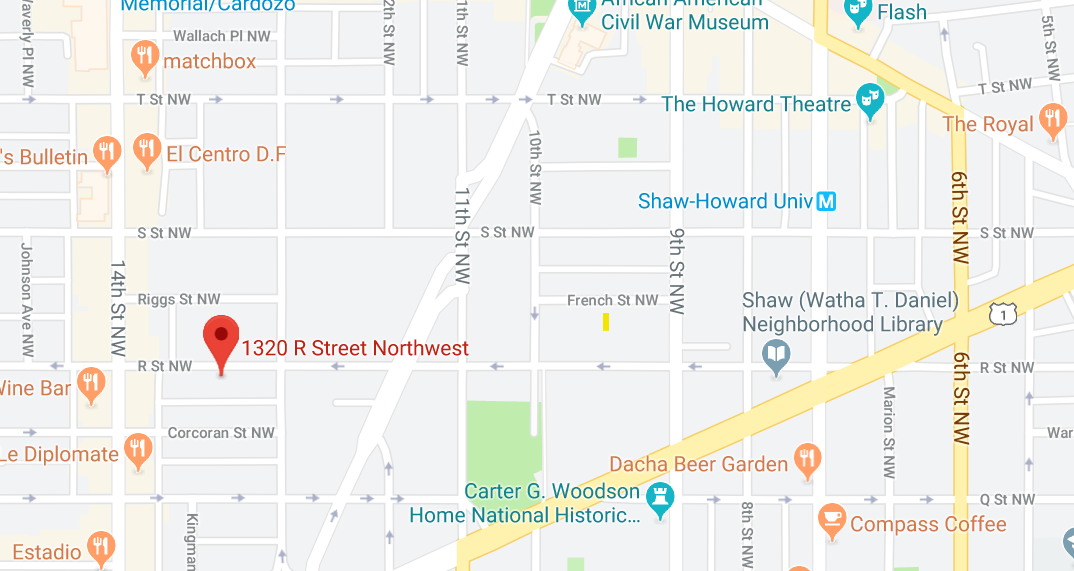 Memorial/Cardozo
African American
Civil War Museum
Flash
Wallach Pl NW
matchbox
Waverly Pl NW
2th St NW
11th St NW
5th St NW
T St NW
T St NW
T St NW
The Howard Theatre
The Royal
's Bulletin
El Centro D.F
10th St NW
6th St NW
Shaw-Howard Univ M
11th St NW
S St NW
S St NW
S St NW
9th St NW
Johnson Ave NW
14th St NW
Riggs St NW
French St NW
Shaw (Watha T. Daniel)
Neighborhood Library
1
1320 R Street Northwest
R St NW
R St NW
6th St NW
Wine Bar
Marion St NW
Corcoran St NW
War
Le Diplomate
Dacha Beer Garden
Carter G. Woodson
Home National Historic...
Q St NW
8th St NW
Kingman
Compass Coffee
Estadio